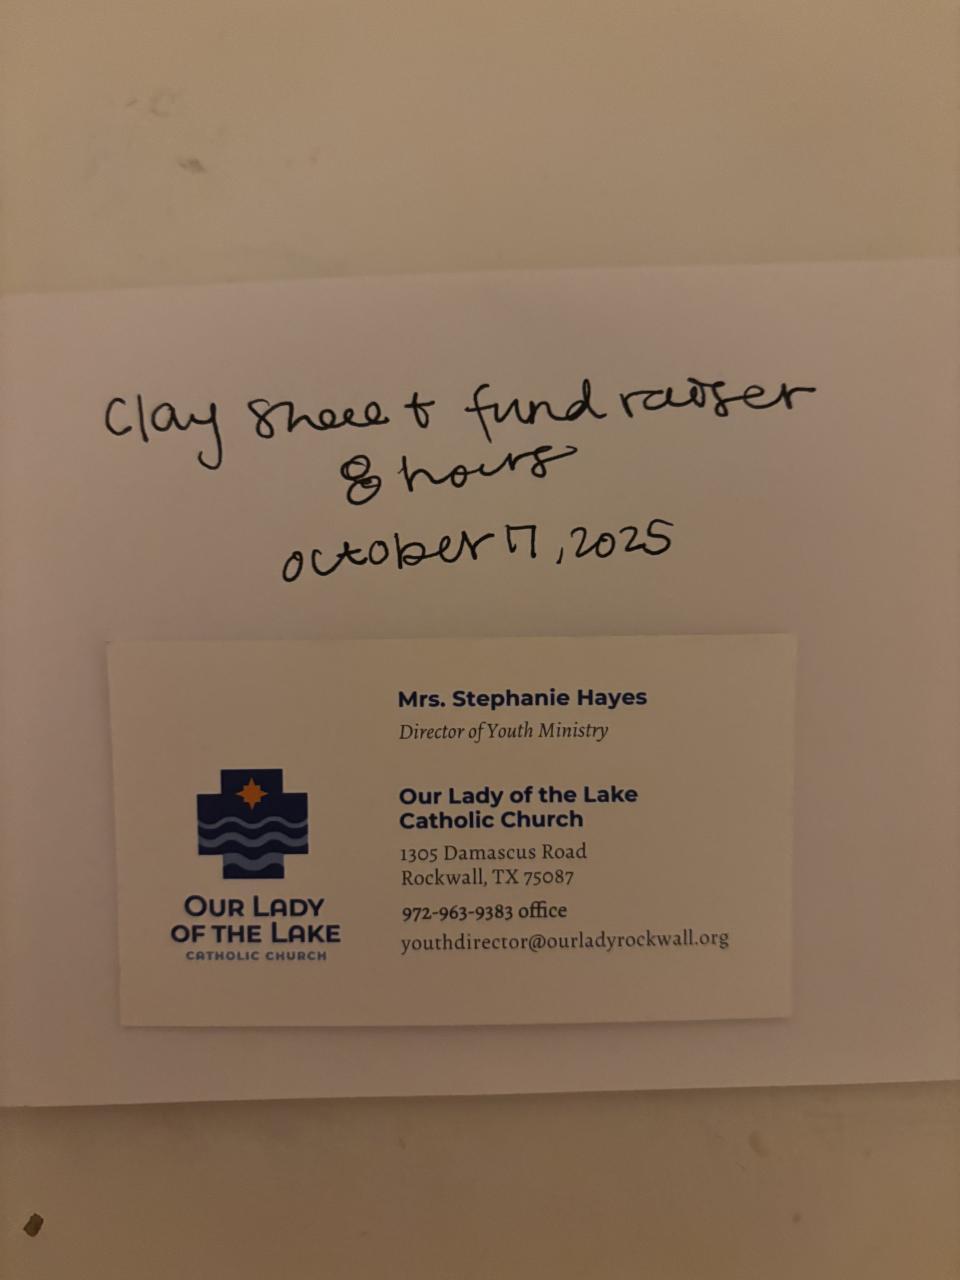 Clay sheet fundraiser
8 hours
october 17, 2025
Mrs. Stephanie Hayes
Director of Youth Ministry
Our Lady of the Lake
Catholic Church
1305 Damascus Road
Rockwall, TX 75087
972-963-9383 office
youthdirector@ourladyrockwall.org
OUR LADY
OF THE LAKE
CATHOLIC CHURCH